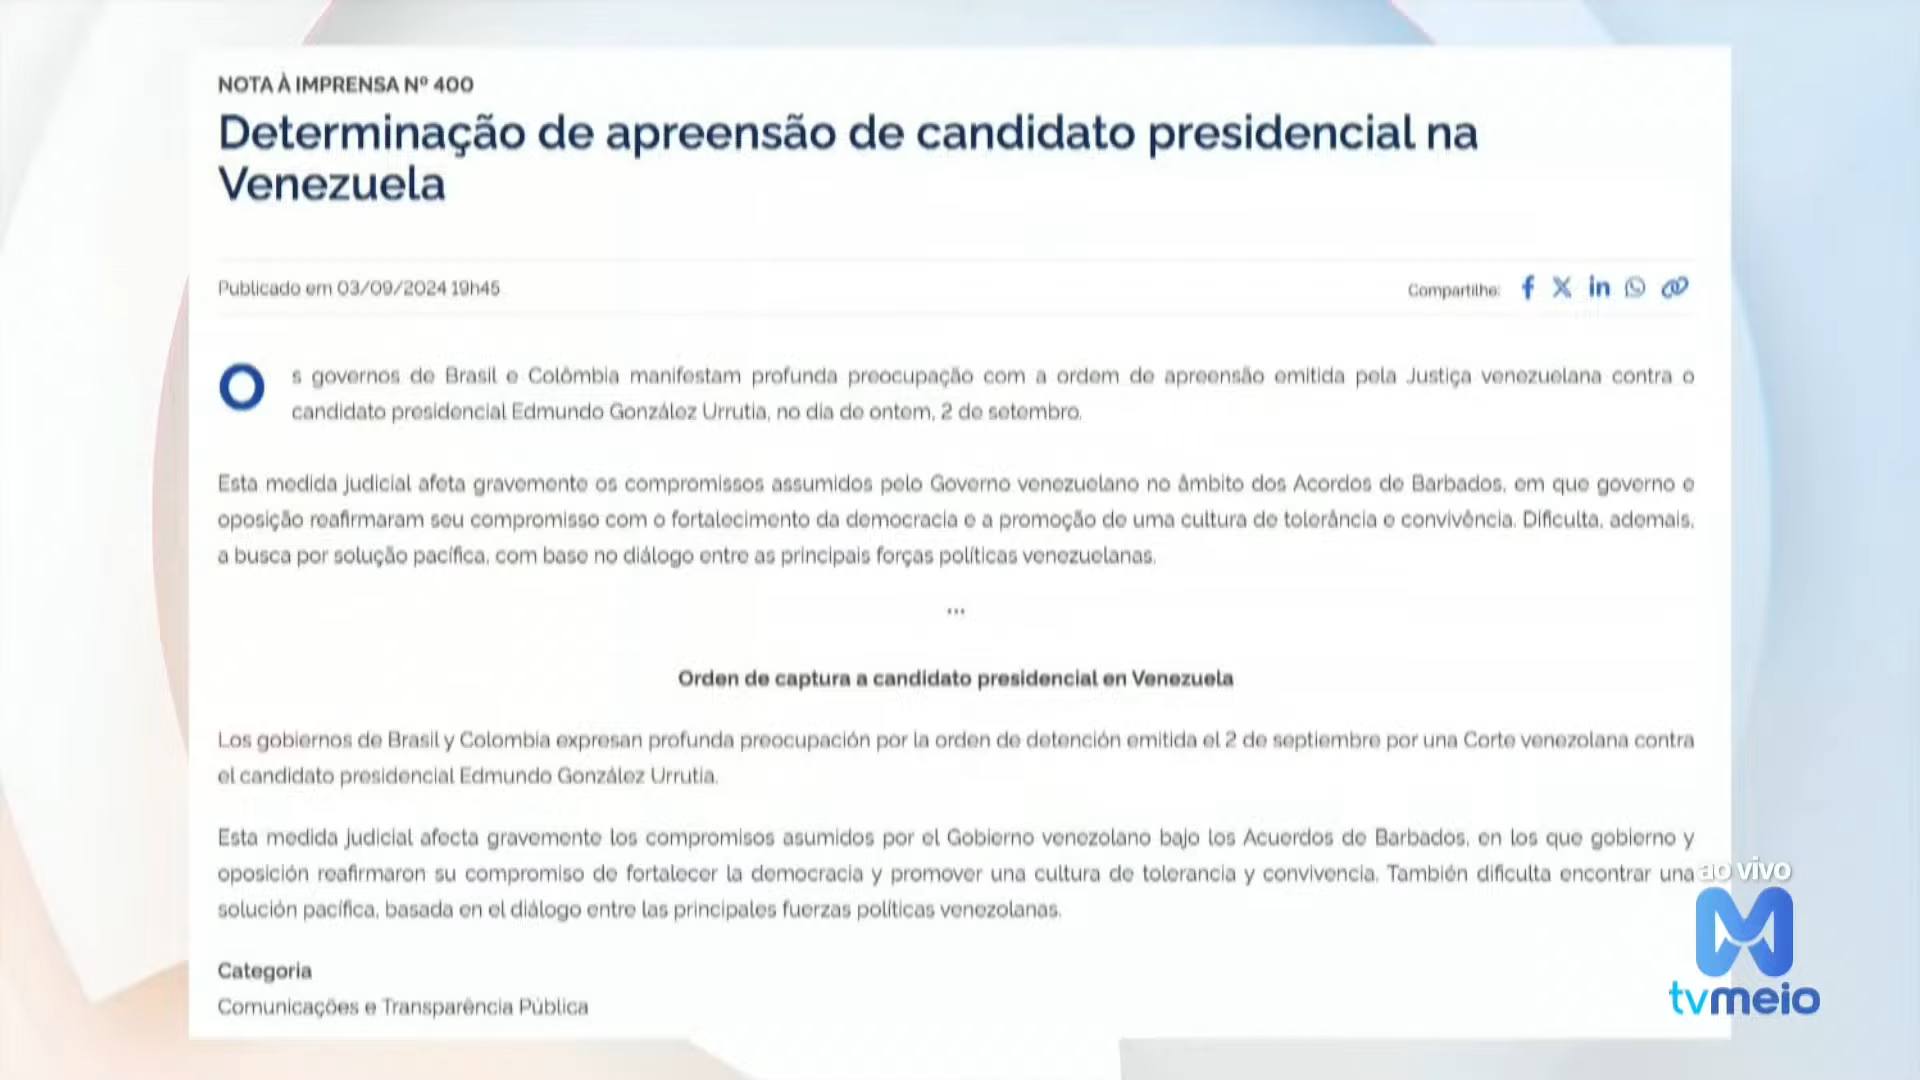 NOTA À IMPRENSA Nº 400
Determinação de apreensão de candidato presidencial na
Venezuela
Publicado em 03/09/2024 19h45
Compartilhe:
Os governos de Brasil e Colômbia manifestam profunda preocupação com a ordem de apreensão emitida pela Justiça venezuelana contra o
candidato presidencial Edmundo González Urrutia, no dia de ontem, 2 de setembro.
Esta medida judicial afeta gravemente os compromissos assumidos pelo Governo venezuelano no âmbito dos Acordos de Barbados, em que governo e
oposição reafirmaram seu compromisso com o fortalecimento da democracia e a promoção de uma cultura de tolerância e convivência. Dificulta, ademais,
a busca por solução pacífica, com base no diálogo entre as principais forças políticas venezuelanas.
...
Orden de captura a candidato presidencial en Venezuela
Los gobiernos de Brasil y Colombia expresan profunda preocupación por la orden de detención emitida el 2 de septiembre por una Corte venezolana contra
el candidato presidencial Edmundo González Urrutia.
Esta medida judicial afecta gravemente los compromisos asumidos por el Gobierno venezolano bajo los Acuerdos de Barbados, en los que gobierno y
oposición reafirmaron su compromiso de fortalecer la democracia y promover una cultura de tolerancia y convivencia. También dificulta encontrar una
solución pacífica, basada en el diálogo entre las principales fuerzas políticas venezolanas.
Categoria
Comunicações e Transparência Pública
ao vivo
tvmeio